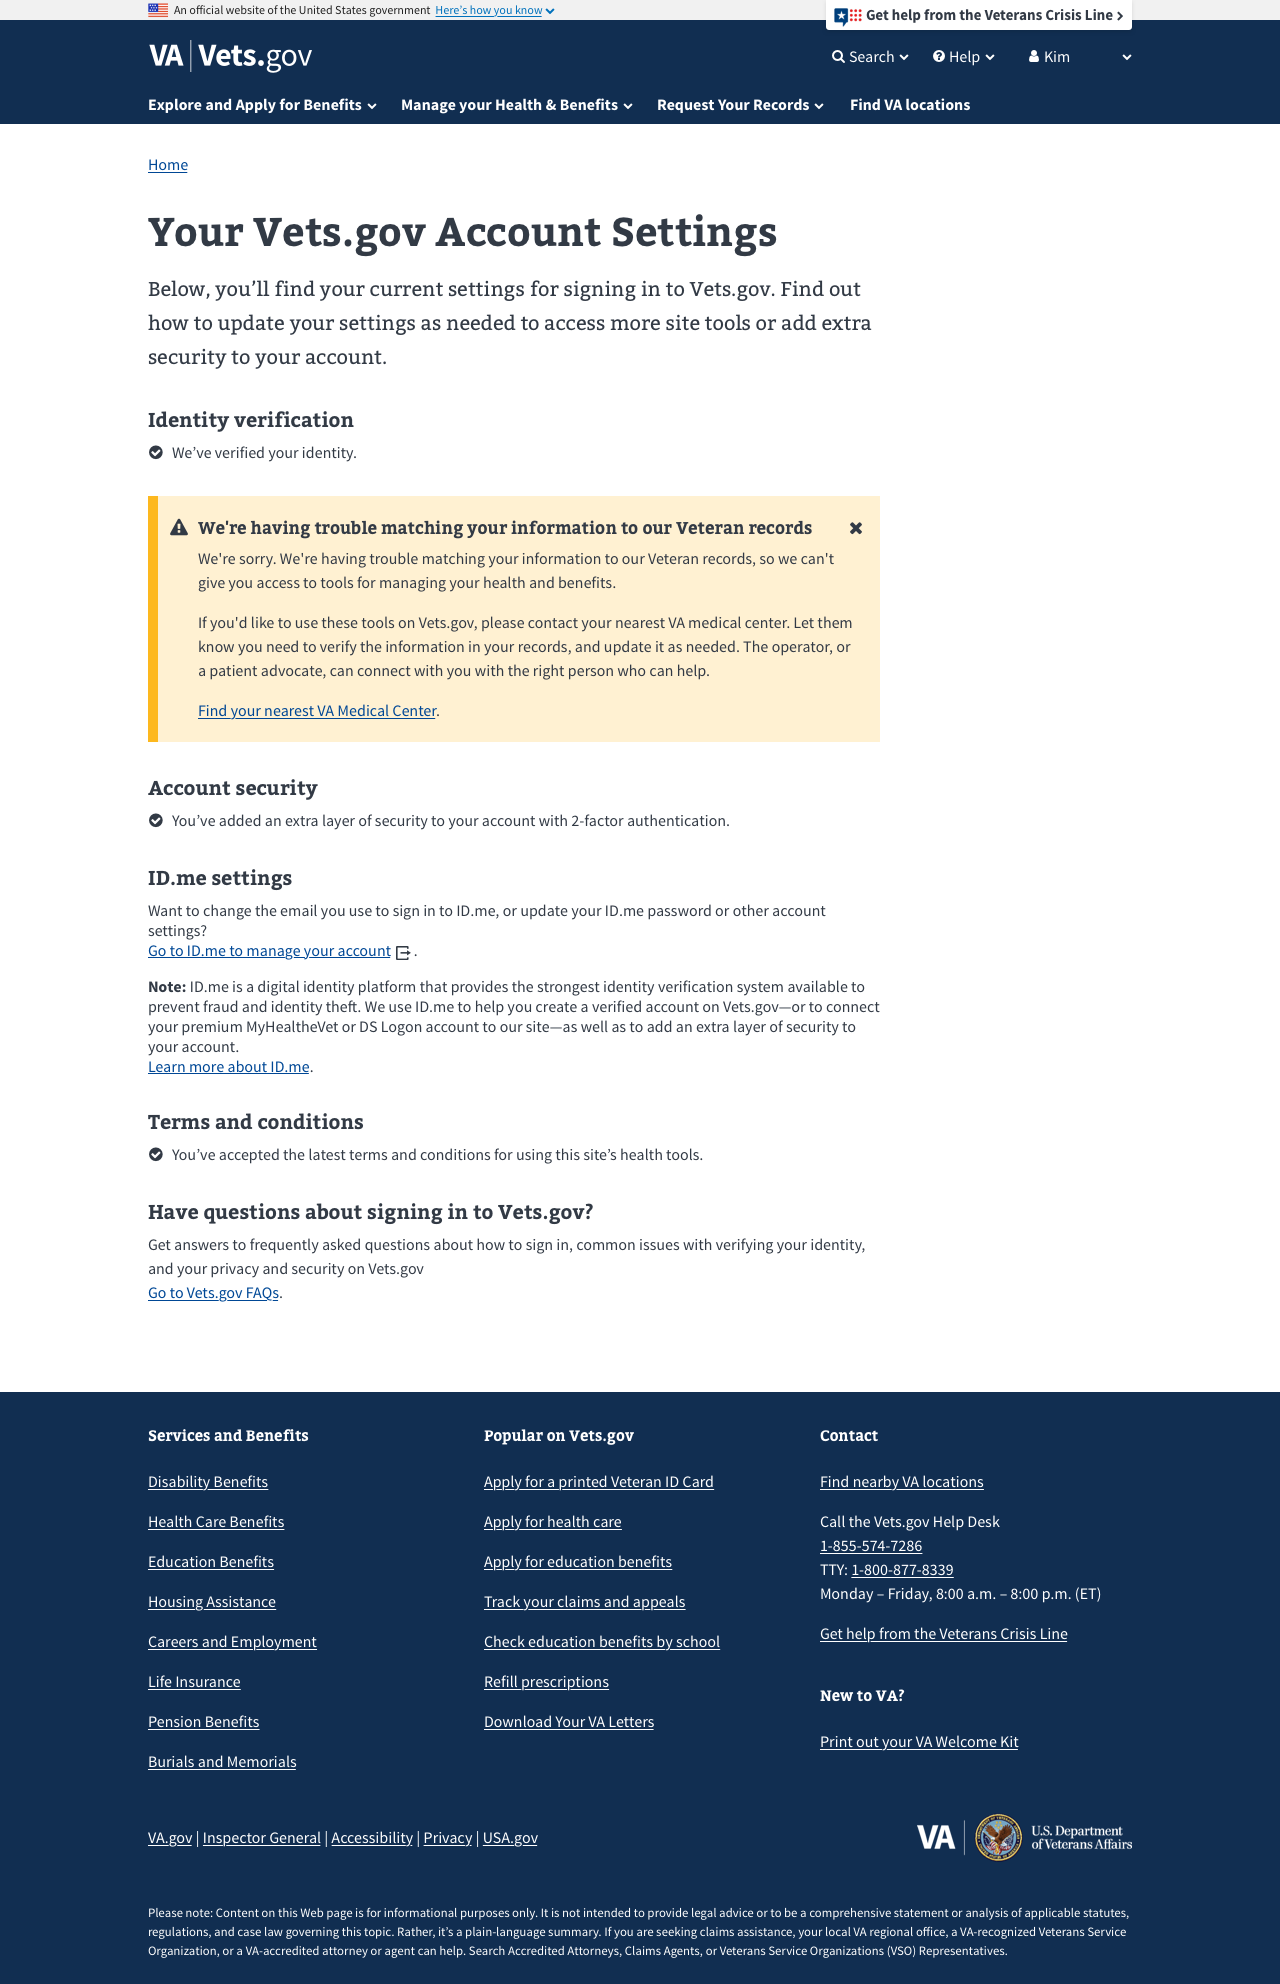 An official website of the United States government Here's how you know
Get help from the Veterans Crisis Line
VA Vets.gov
Search Help Kim
Explore and Apply for Benefits Manage your Health & Benefits Request Your Records Find VA locations
Home
Your Vets.gov Account Settings
Below, you’ll find your current settings for signing in to Vets.gov. Find out
how to update your settings as needed to access more site tools or add extra
security to your account.
Identity verification
We’ve verified your identity.
We're having trouble matching your information to our Veteran records
We're sorry. We're having trouble matching your information to our Veteran records, so we can't
give you access to tools for managing your health and benefits.
If you'd like to use these tools on Vets.gov, please contact your nearest VA medical center. Let them
know you need to verify the information in your records, and update it as needed. The operator, or
a patient advocate, can connect with you with the right person who can help.
Find your nearest VA Medical Center.
Account security
You’ve added an extra layer of security to your account with 2-factor authentication.
ID.me settings
Want to change the email you use to sign in to ID.me, or update your ID.me password or other account
settings?
Go to ID.me to manage your account .
Note: ID.me is a digital identity platform that provides the strongest identity verification system available to
prevent fraud and identity theft. We use ID.me to help you create a verified account on Vets.gov—or to connect
your premium MyHealtheVet or DS Logon account to our site—as well as to add an extra layer of security to
your account.
Learn more about ID.me.
Terms and conditions
You’ve accepted the latest terms and conditions for using this site’s health tools.
Have questions about signing in to Vets.gov?
Get answers to frequently asked questions about how to sign in, common issues with verifying your identity,
and your privacy and security on Vets.gov
Go to Vets.gov FAQs.
Services and Benefits
Disability Benefits
Health Care Benefits
Education Benefits
Housing Assistance
Careers and Employment
Life Insurance
Pension Benefits
Burials and Memorials
Popular on Vets.gov
Apply for a printed Veteran ID Card
Apply for health care
Apply for education benefits
Track your claims and appeals
Check education benefits by school
Refill prescriptions
Download Your VA Letters
Contact
Find nearby VA locations
Call the Vets.gov Help Desk
1-855-574-7286
TTY: 1-800-877-8339
Monday – Friday, 8:00 a.m. – 8:00 p.m. (ET)
Get help from the Veterans Crisis Line
New to VA?
Print out your VA Welcome Kit
VA.gov | Inspector General | Accessibility | Privacy | USA.gov
VA
U.S. Department
of Veterans Affairs
Please note: Content on this Web page is for informational purposes only. It is not intended to provide legal advice or to be a comprehensive statement or analysis of applicable statutes,
regulations, and case law governing this topic. Rather, it’s a plain-language summary. If you are seeking claims assistance, your local VA regional office, a VA-recognized Veterans Service
Organization, or a VA-accredited attorney or agent can help. Search Accredited Attorneys, Claims Agents, or Veterans Service Organizations (VSO) Representatives.